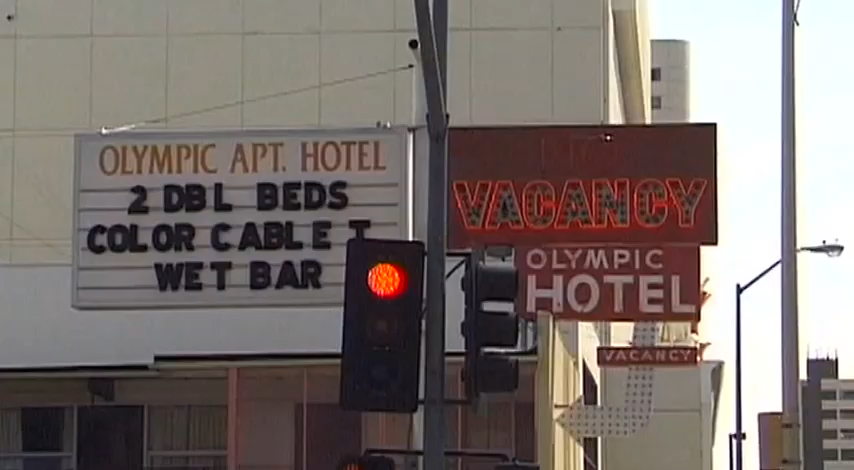 OLYMPIC APT. HOTEL
2 DBL BEDS
COLOR CABLE T
WET BAR
VACANCY
OLYMPIC
HOTEL
VACANCY